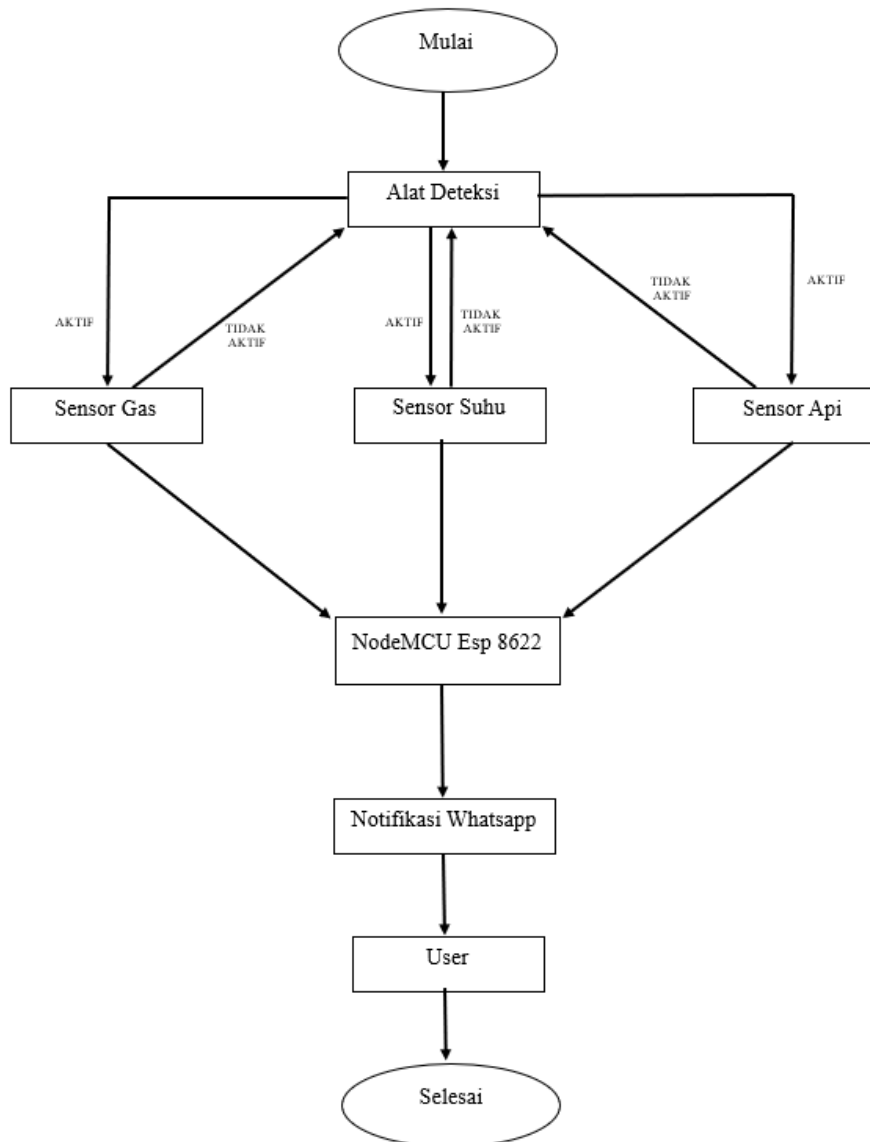 Mulai
Alat Deteksi
AKTIF
TIDAK
AKTIF
AKTIF
TIDAK
AKTIF
TIDAK
AKTIF
AKTIF
Sensor Gas
Sensor Suhu
Sensor Api
NodeMCU Esp 8622
Notifikasi Whatsapp
User
Selesai